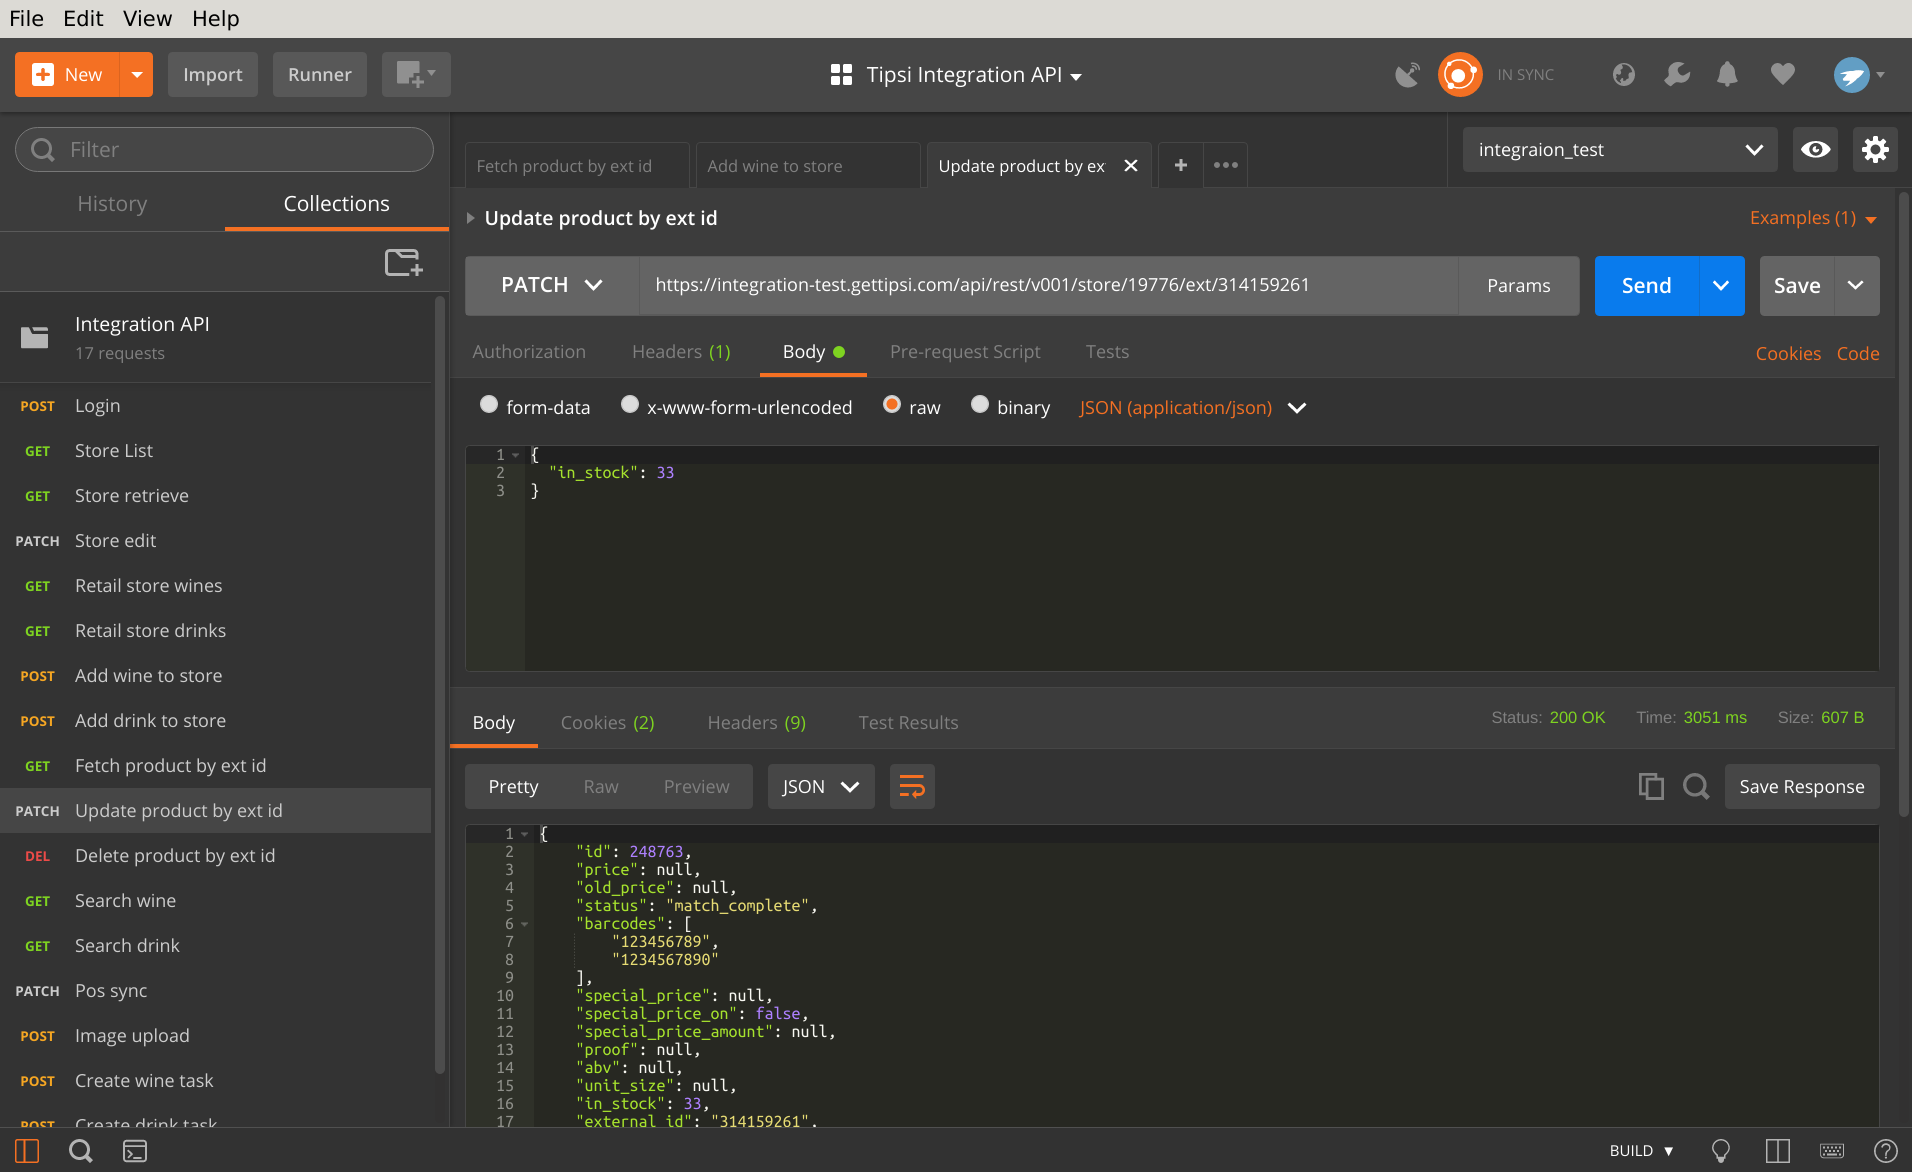 File Edit View Help
New Import Runner Tipsi Integration API IN SYNC
Filter
History Collections
Integration API
17 requests
POST Login
GET Store List
GET Store retrieve
PATCH Store edit
GET Retail store wines
GET Retail store drinks
POST Add wine to store
POST Add drink to store
GET Fetch product by ext id
PATCH Update product by ext id
DEL Delete product by ext id
GET Search wine
GET Search drink
PATCH Pos sync
POST Image upload
POST Create wine task
POST Create drink task
Fetch product by ext id Add wine to store Update product by ex
integraion_test
Update product by ext id Examples (1)
PATCH https://integration-test.gettipsi.com/api/rest/v001/store/19776/ext/314159261 Params Send Save
Authorization Headers (1) Body Pre-request Script Tests Cookies Code
form-data x-www-form-urlencoded raw binary JSON (application/json)
1 {
2 "in_stock": 33
3 }
Body Cookies (2) Headers (9) Test Results Status: 200 OK Time: 3051 ms Size: 607 B
Pretty Raw Preview JSON Save Response
1 {
2 "id": 248763,
3 "price": null,
4 "old_price": null,
5 "status": "match_complete",
6 "barcodes": [
7 "123456789",
8 "1234567890"
9 ],
10 "special_price": null,
11 "special_price_on": false,
12 "special_price_amount": null,
13 "proof": null,
14 "abv": null,
15 "unit_size": null,
16 "in_stock": 33,
17 "external_id": "314159261",
BUILD